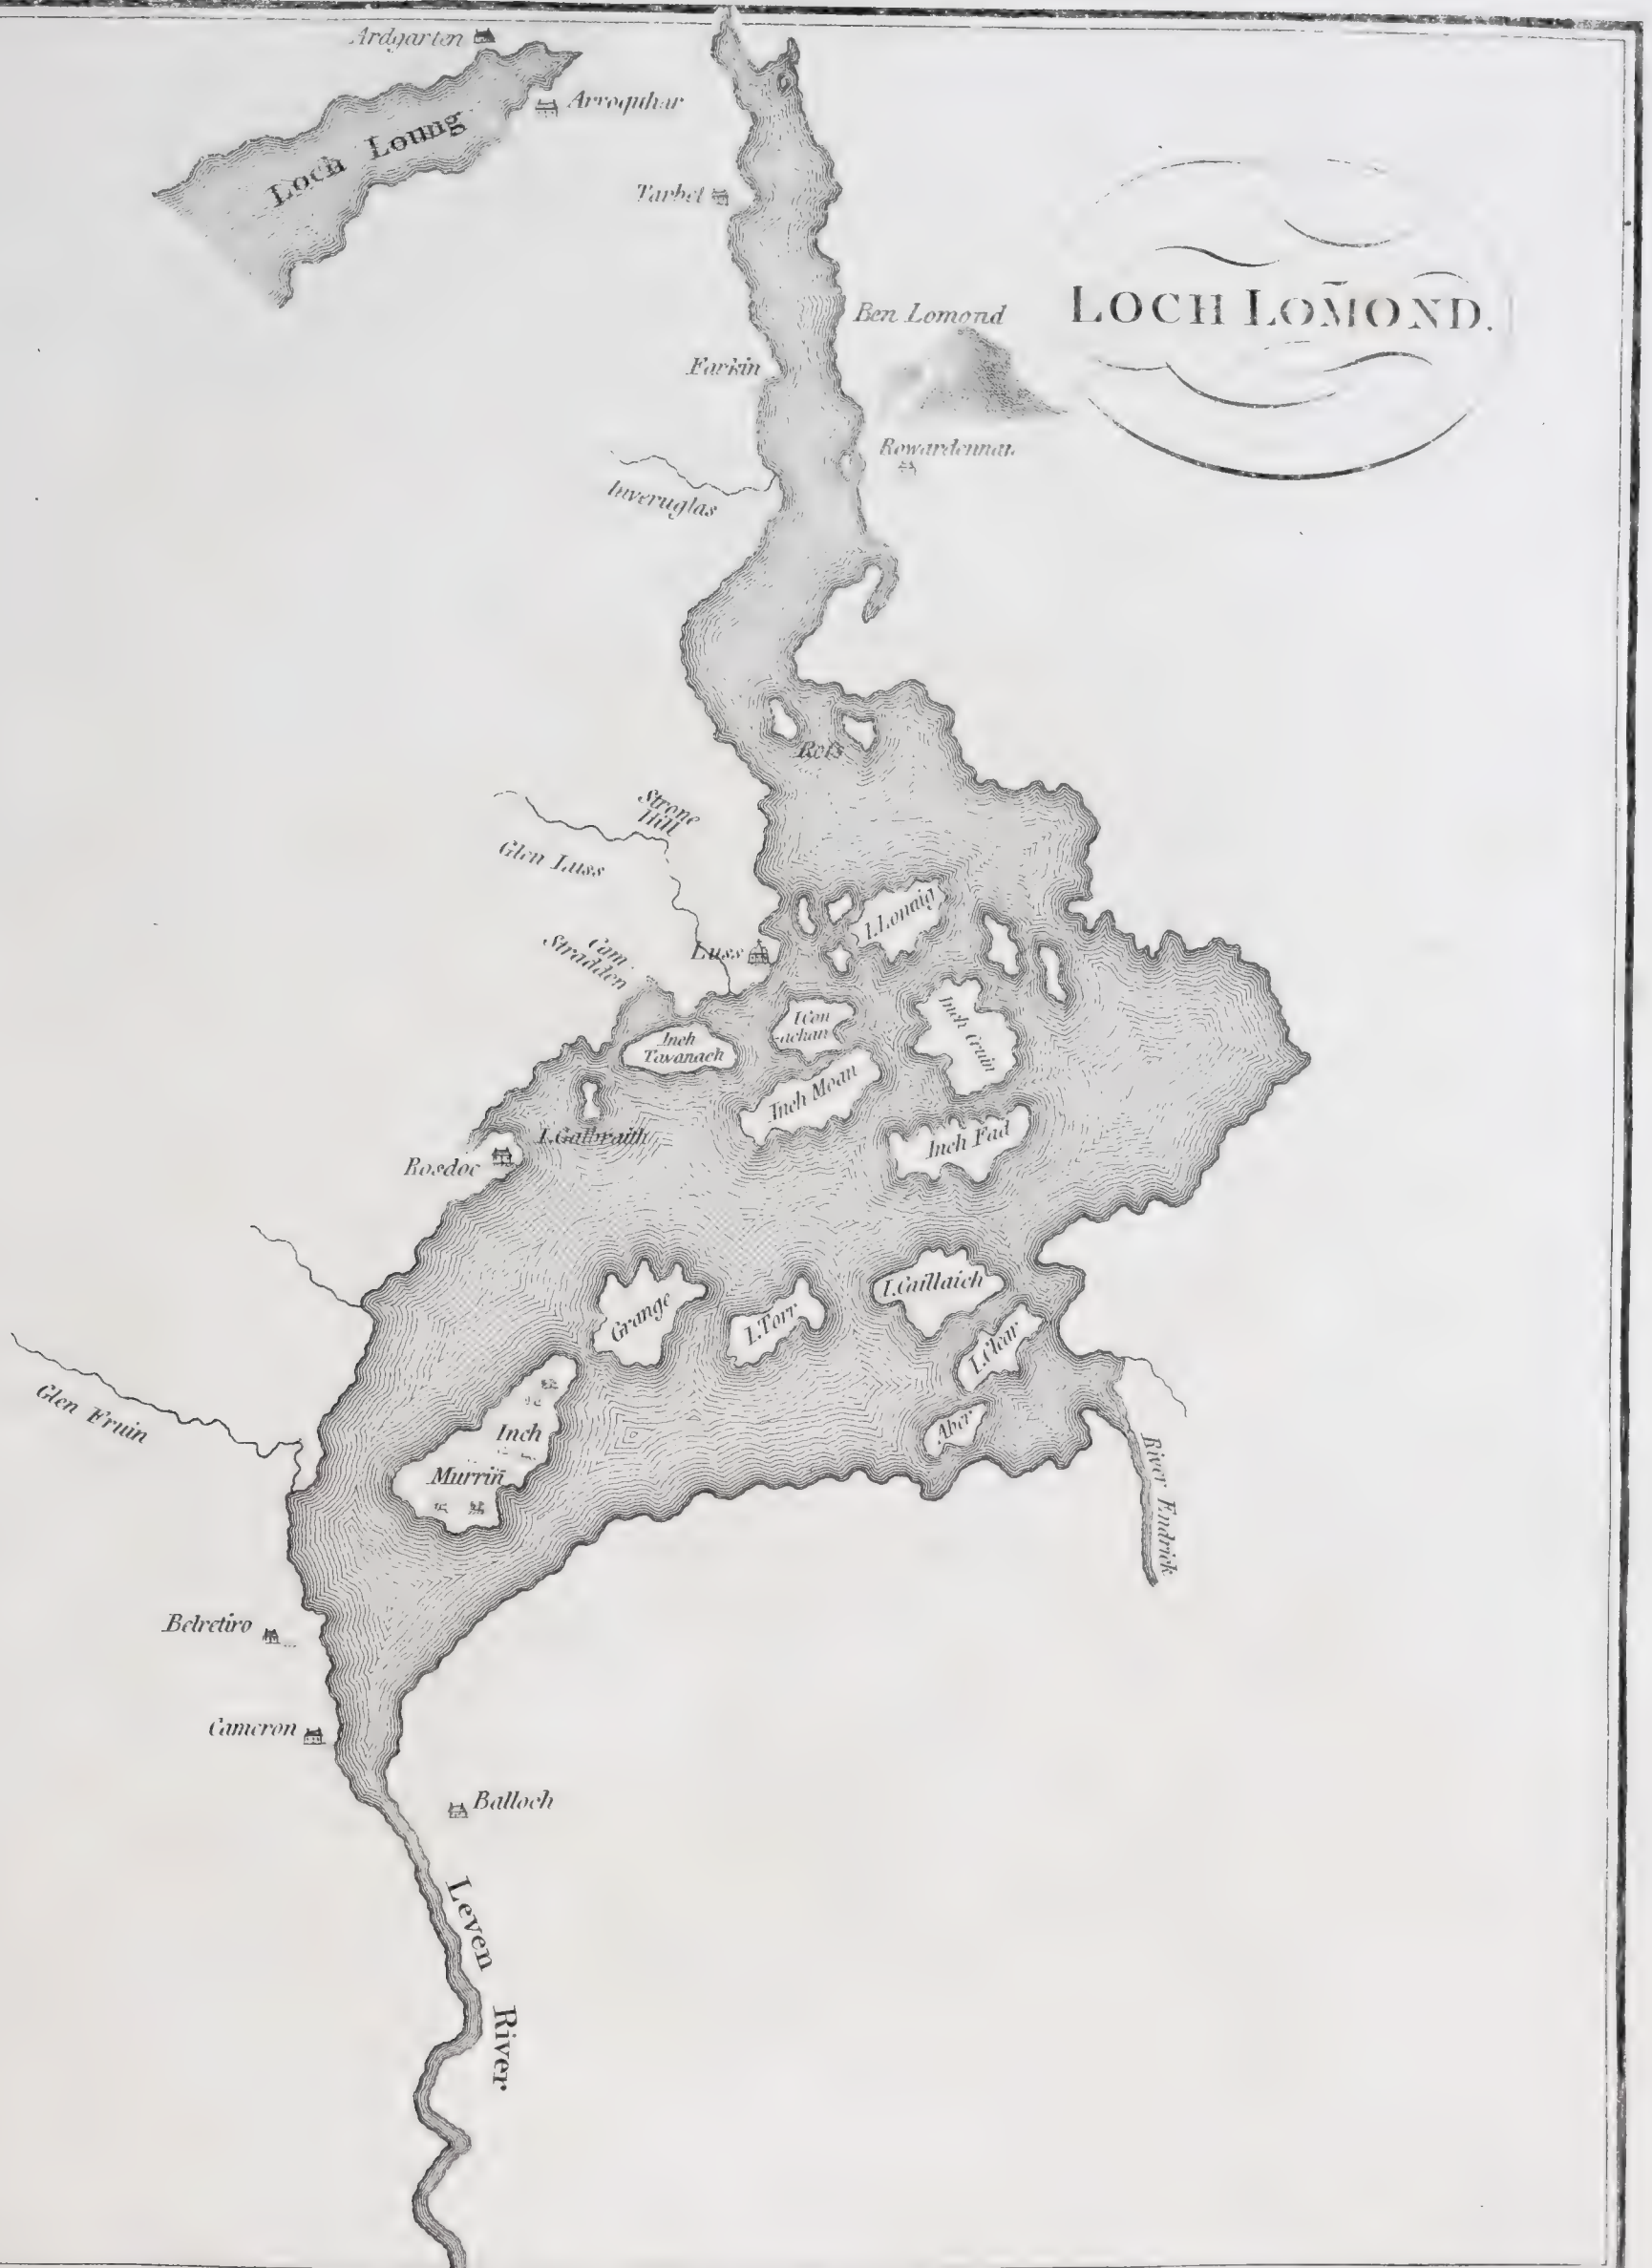 Ardgarten
Arroquhar
Loch Loung
Tarbet
LOCH LOMOND.
Ben Lomond
Farkin
Rowardennan
Inveruglas
Strone
Hill
Glen Luss
I.Lonaig
Cam
Stradden
Luss
Inch
Tavanach
Inch Cruin
Inch Moan
I.Galbraith
Inch Fad
Rosdoe
I.Caillaich
Grange
I.Torr
I.Clear
Glen Fruin
Aber
Inch
Murrin
River Endrick
Belretiro
Cameron
Balloch
Leven
River